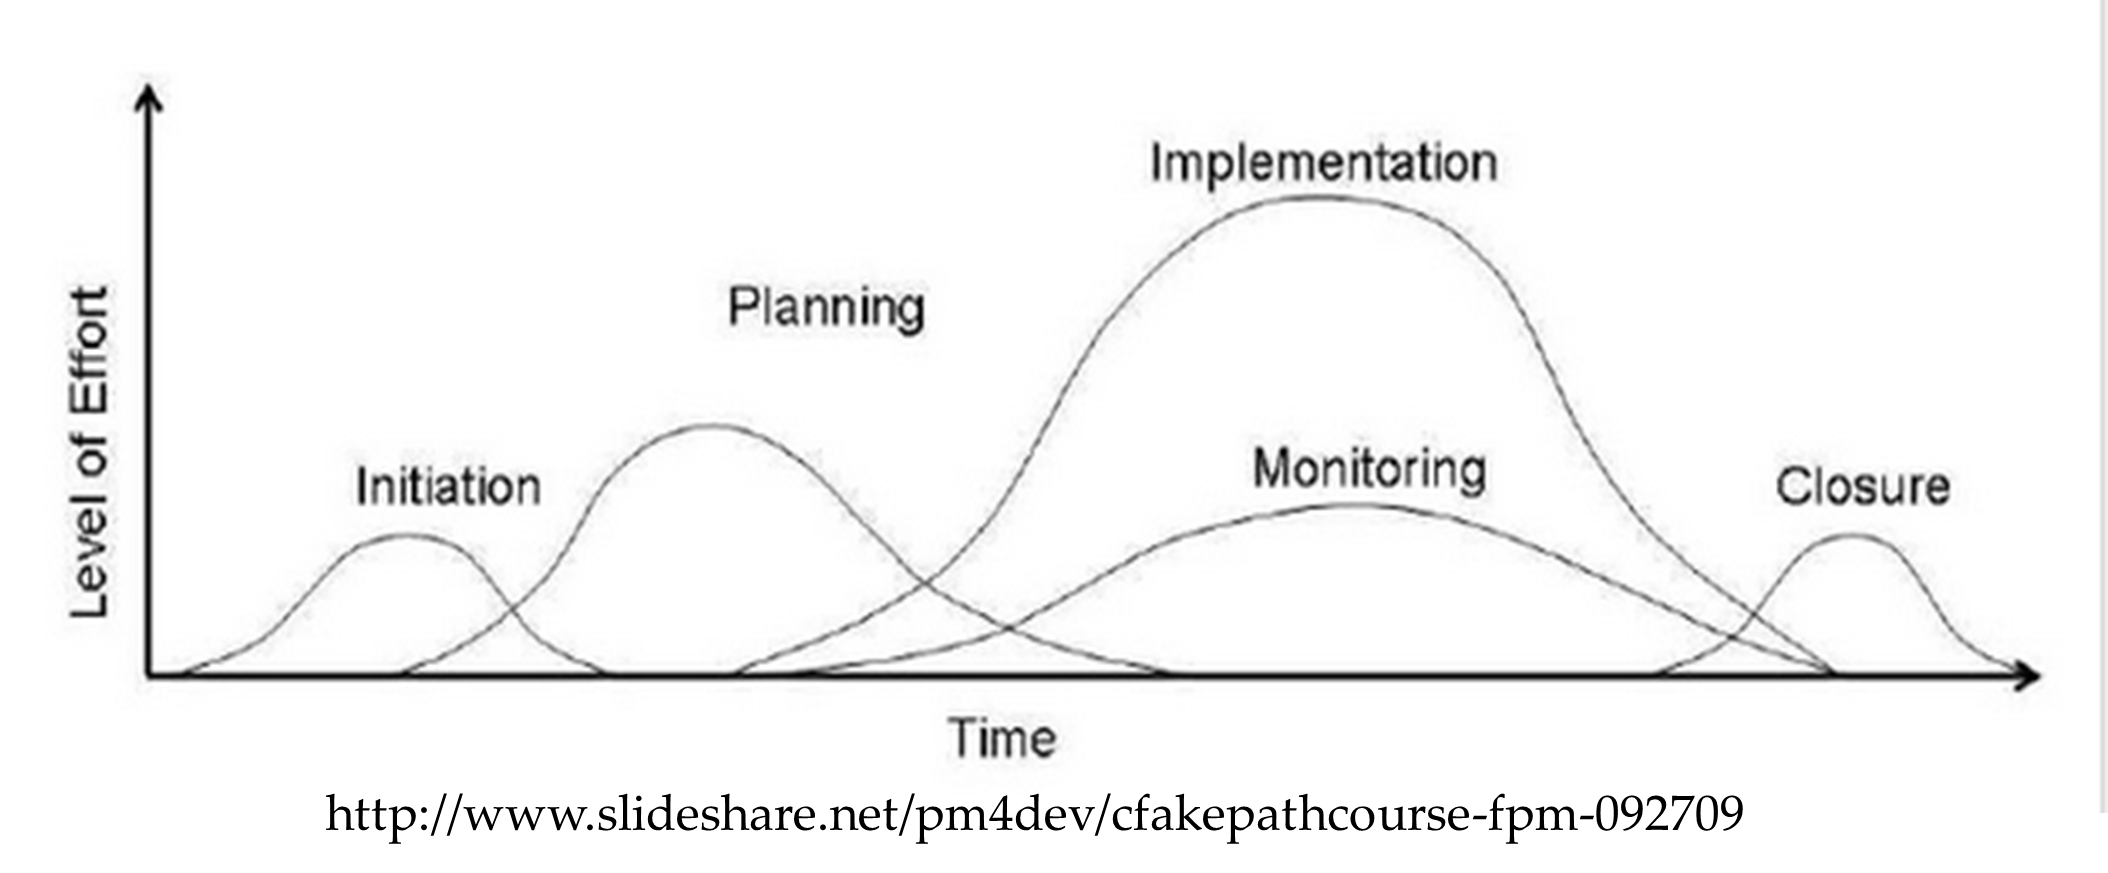 Implementation
Planning
Initiation
Monitoring
Closure
Level of Effort
Time
http://www.slideshare.net/pm4dev/cfakepathcourse-fpm-092709